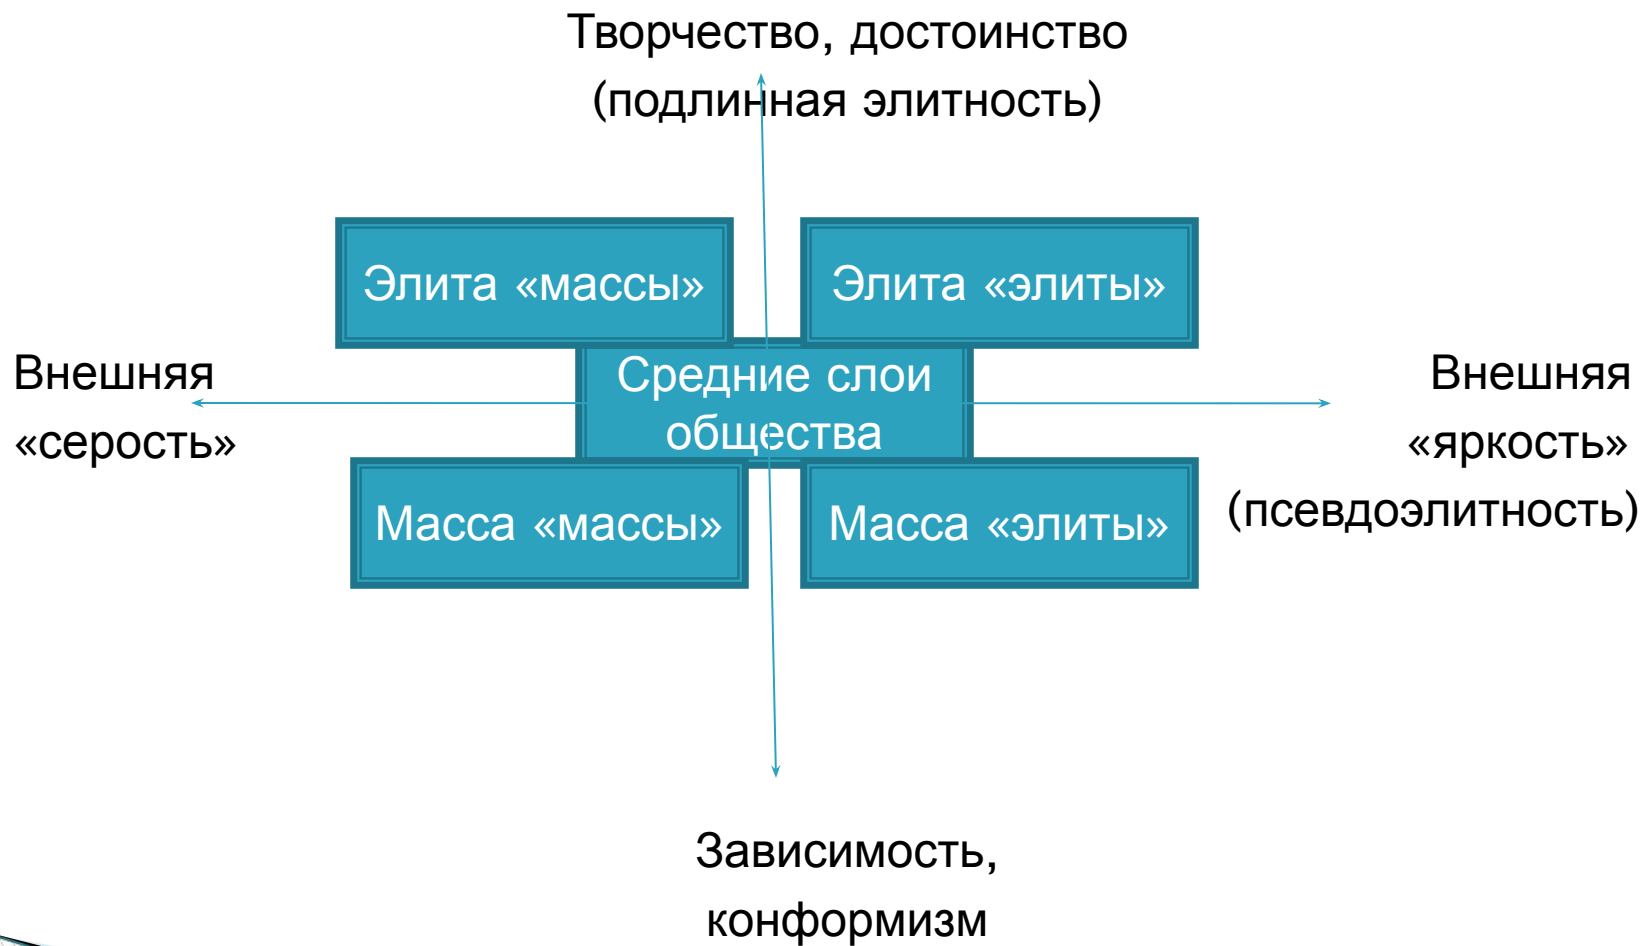 Творчество, достоинство
(подлинная элитность)
Элита «массы»
Элита «элиты»
Внешняя
«серость»
Средние слои
общества
Внешняя
«яркость»
(псевдоэлитность)
Масса «массы»
Масса «элиты»
Зависимость,
конформизм